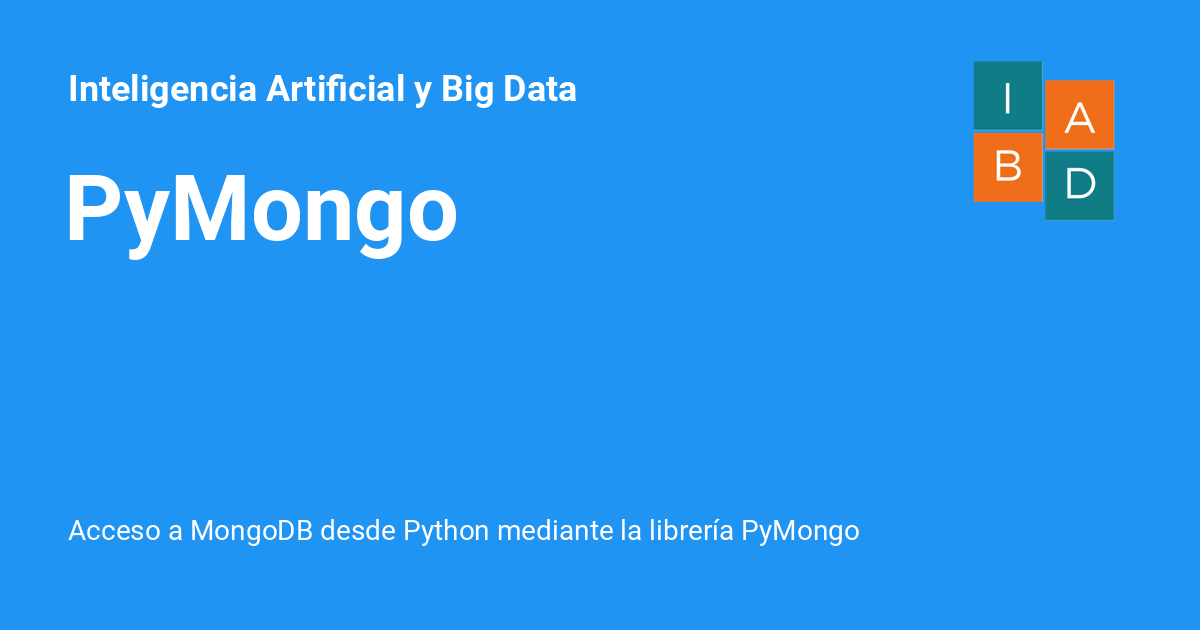 Inteligencia Artificial y Big Data
I A
B D
PyMongo
Acceso a MongoDB desde Python mediante la librería PyMongo